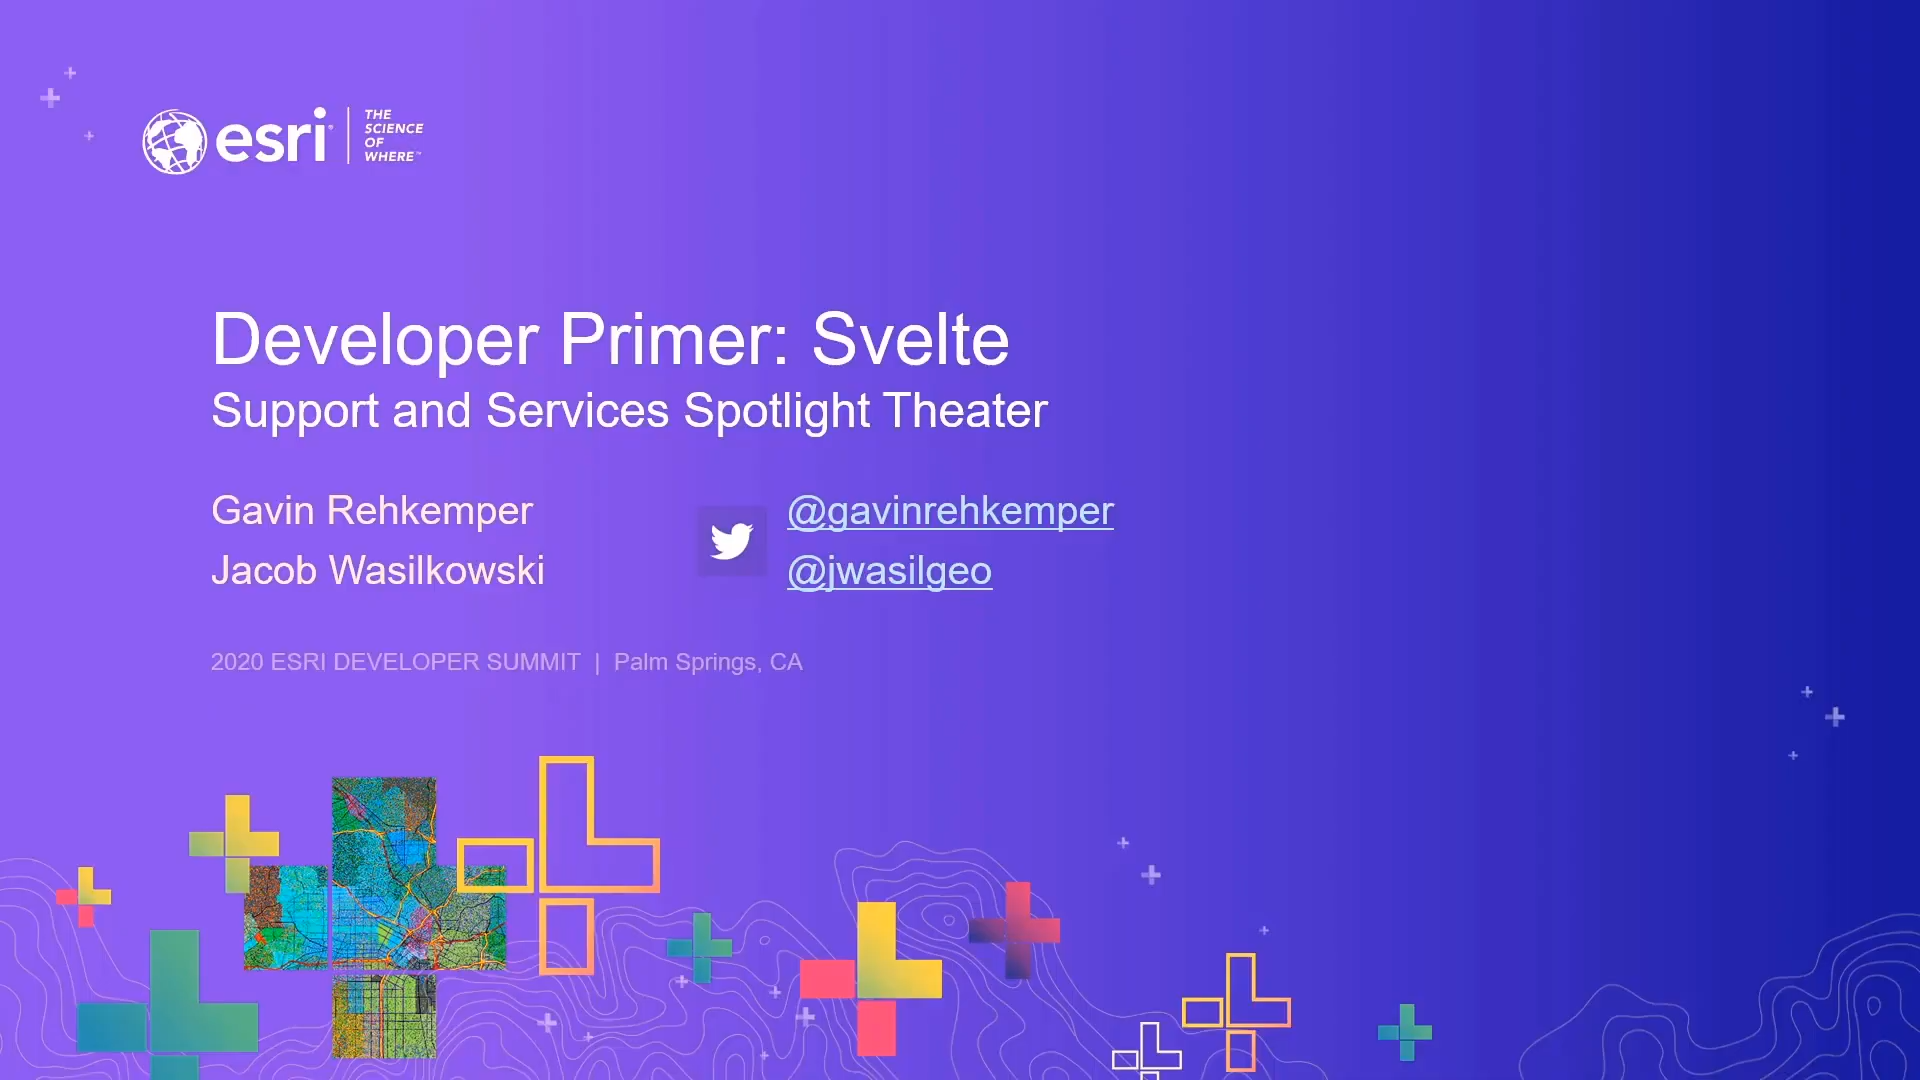 esri
THE
SCIENCE
OF
WHERE™
Developer Primer: Svelte
Support and Services Spotlight Theater
Gavin Rehkemper
@gavinrehkemper
Jacob Wasilkowski
@jwasilgeo
2020 ESRI DEVELOPER SUMMIT | Palm Springs, CA